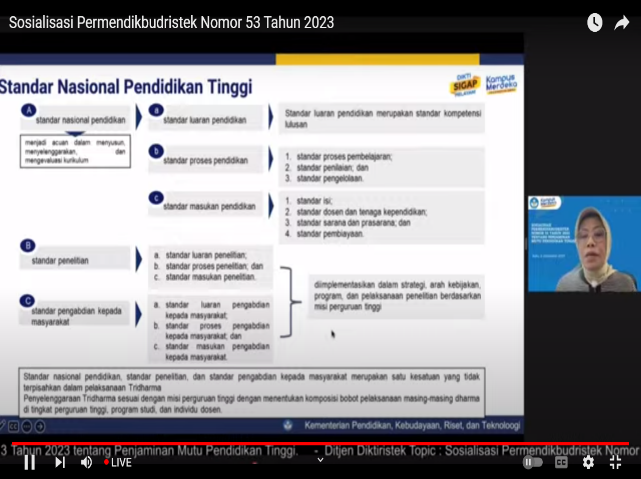 Sosialisasi Permendikbudristek Nomor 53 Tahun 2023
Standar Nasional Pendidikan Tinggi
DIKTI
SIGAP
MELAYANI
Kampus
Merdeka
A
standar nasional pendidikan
menjadi acuan dalam menyusun,
menyelenggarakan, dan
mengevaluasi kurikulum
a
standar luaran pendidikan
Standar luaran pendidikan merupakan standar kompetensi
lulusan
b
standar proses pendidikan
1. standar proses pembelajaran;
2. standar penilaian; dan
3. standar pengelolaan.
c
standar masukan pendidikan
1. standar isi;
2. standar dosen dan tenaga kependidikan;
3. standar sarana dan prasarana; dan
4. standar pembiayaan.
B
standar penelitian
a. standar luaran penelitian;
b. standar proses penelitian; dan
c. standar masukan penelitian.
C
standar pengabdian kepada
masyarakat
a. standar luaran pengabdian
kepada masyarakat;
b. standar proses pengabdian
kepada masyarakat; dan
c. standar masukan pengabdian
kepada masyarakat.
diimplementasikan dalam strategi, arah kebijakan,
program, dan pelaksanaan penelitian berdasarkan
misi perguruan tinggi
Standar nasional pendidikan, standar penelitian, dan standar pengabdian kepada masyarakat merupakan satu kesatuan yang tidak
terpisahkan dalam pelaksanaan Tridharma
Penyelenggaraan Tridharma sesuai dengan misi perguruan tinggi dengan menentukan komposisi bobot pelaksanaan masing-masing dharma
di tingkat perguruan tinggi, program studi, dan individu dosen.
Kementerian Pendidikan, Kebudayaan, Riset, dan Teknologi
3 Tahun 2023 tentang Penjaminan Mutu Pendidikan Tinggi. - Ditjen Diktiristek Topic : Sosialisasi Permendikbudristek Nomor
LIVE